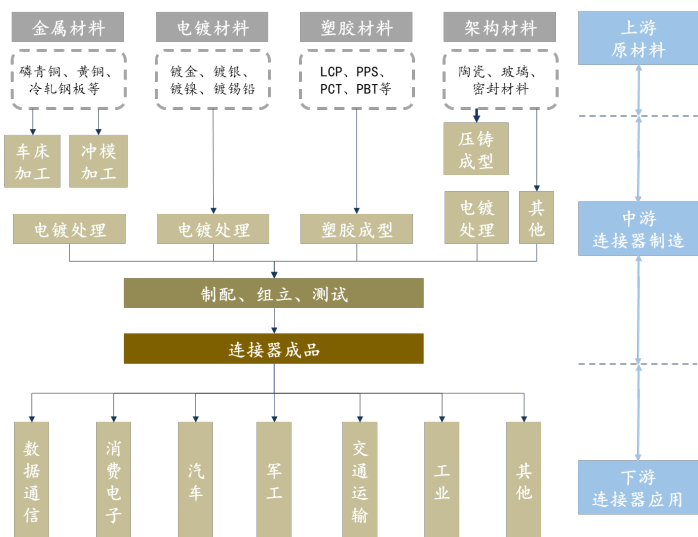 金属材料
电镀材料
塑胶材料
架构材料
上游
原材料
磷青铜、黄铜、
冷轧钢板等
镀金、镀银、
镀镍、镀锡铅
LCP、PPS、
PCT、PBT等
陶瓷、玻璃、
密封材料
车床
加工
冲模
加工
压铸
成型
电镀处理
电镀处理
塑胶成型
电镀
处理
其
他
中游
连接器制造
制配、组立、测试
连接器成品
数
据
通
信
消
费
电
子
汽
车
军
工
交
通
运
输
工
业
其
他
下游
连接器应用